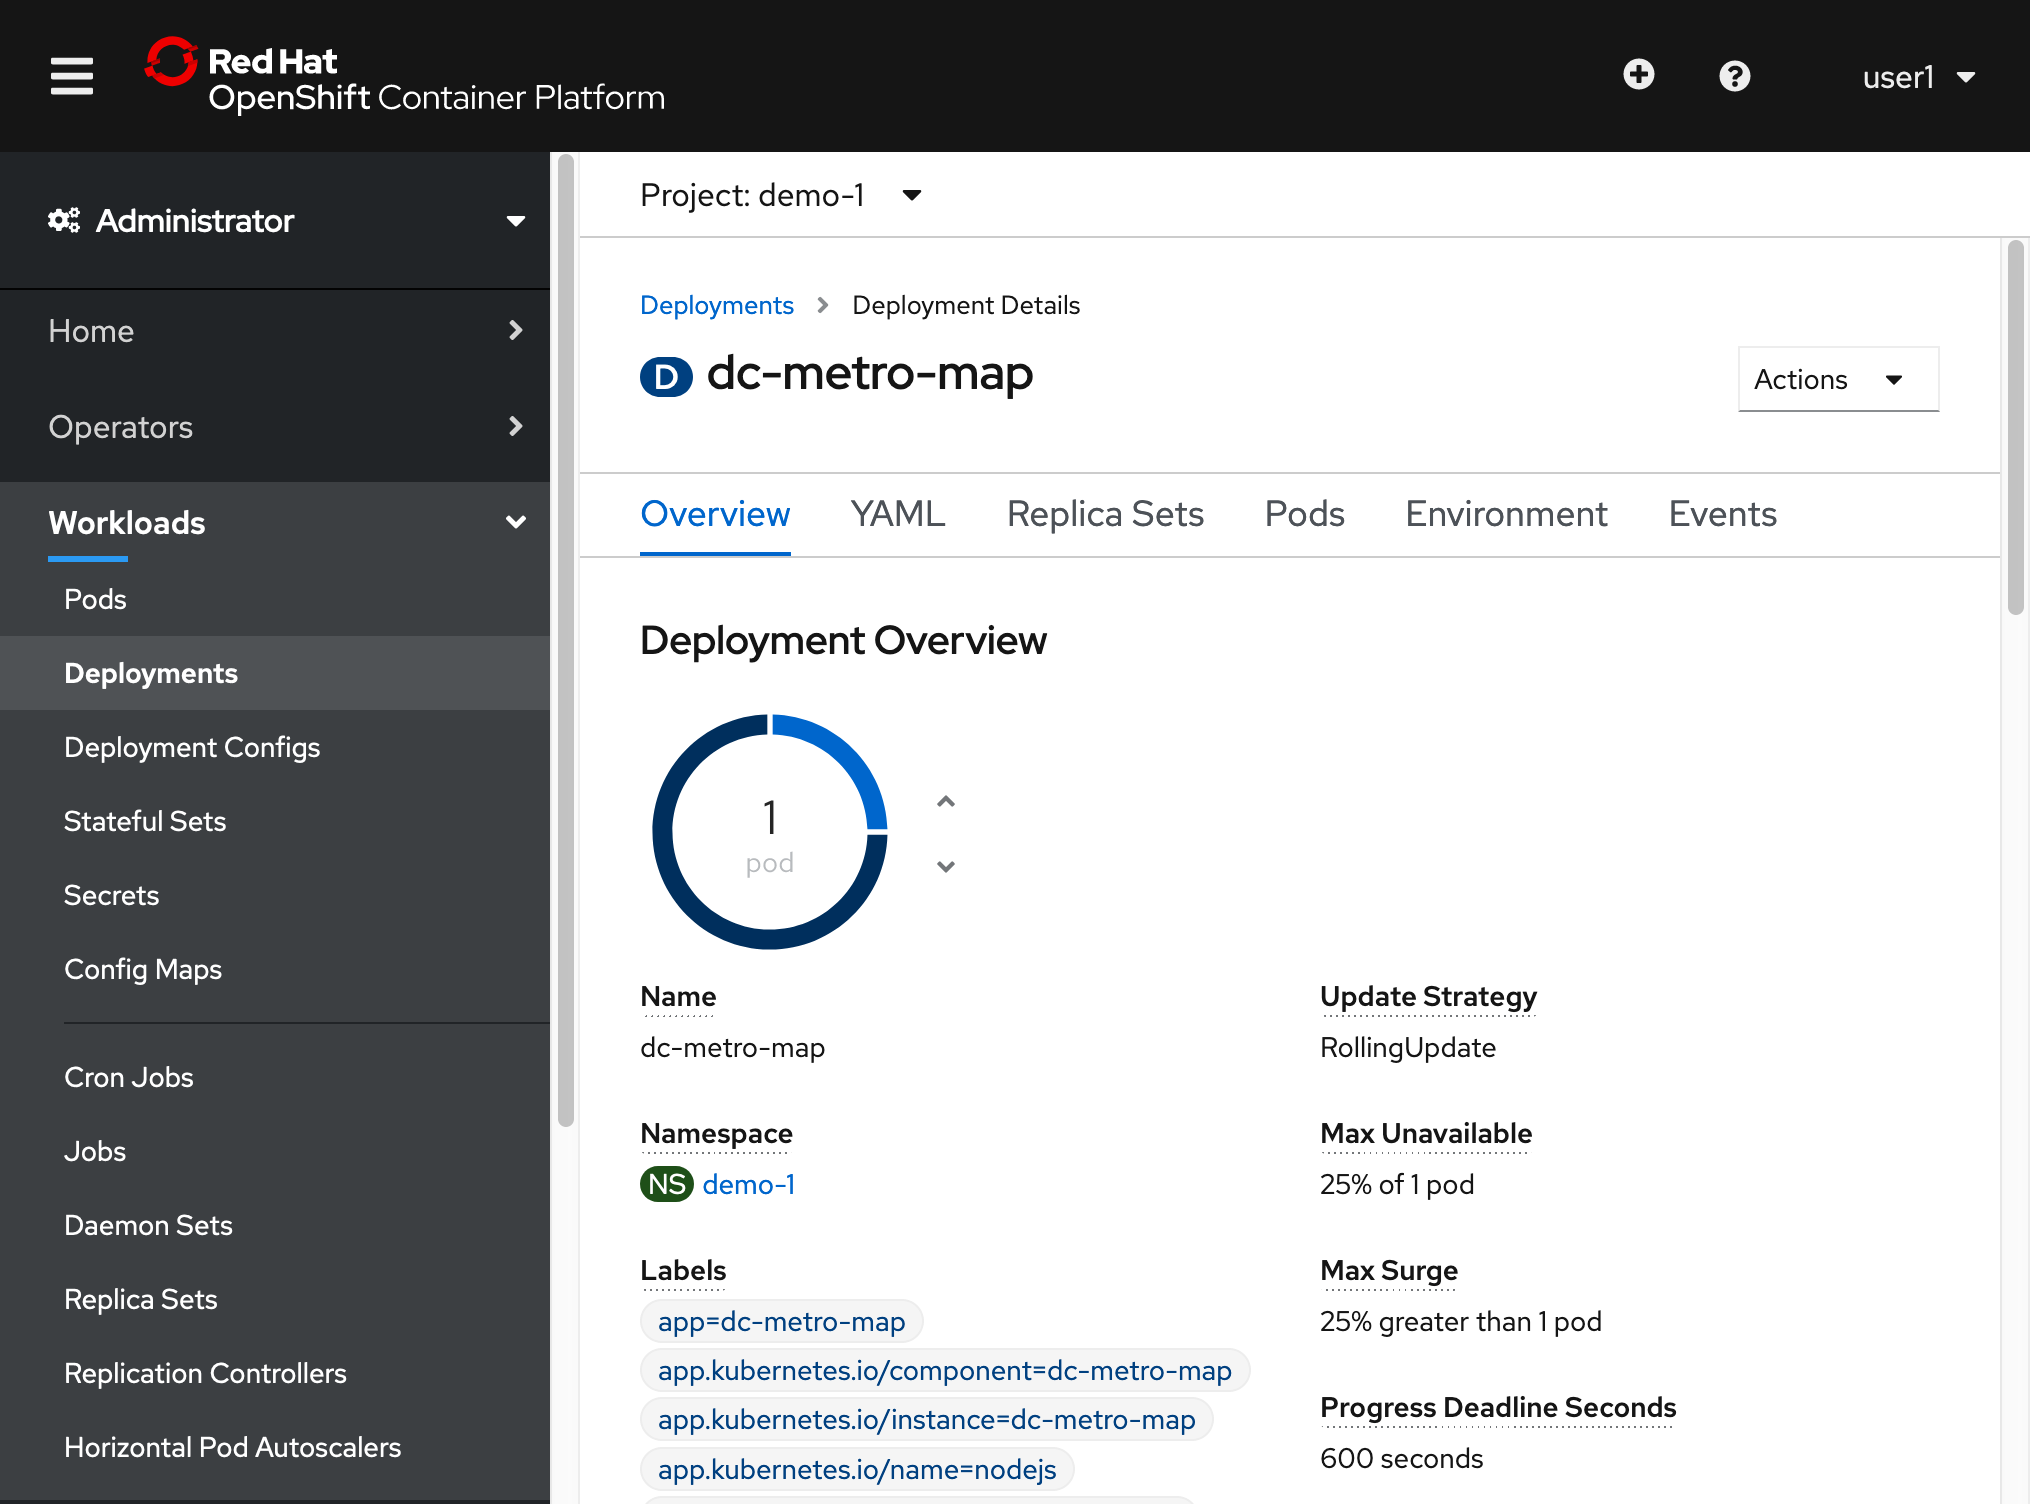 Red Hat
OpenShift Container Platform
user1
Administrator
Home
Operators
Workloads
Pods
Deployments
Deployment Configs
Stateful Sets
Secrets
Config Maps
Cron Jobs
Jobs
Daemon Sets
Replica Sets
Replication Controllers
Horizontal Pod Autoscalers
Project: demo-1
Deployments Deployment Details
D dc-metro-map
Actions
Overview YAML Replica Sets Pods Environment Events
Deployment Overview
1
pod
Name
dc-metro-map
Namespace
NS demo-1
Labels
app=dc-metro-map
app.kubernetes.io/component=dc-metro-map
app.kubernetes.io/instance=dc-metro-map
app.kubernetes.io/name=nodejs
Update Strategy
RollingUpdate
Max Unavailable
25% of 1 pod
Max Surge
25% greater than 1 pod
Progress Deadline Seconds
600 seconds